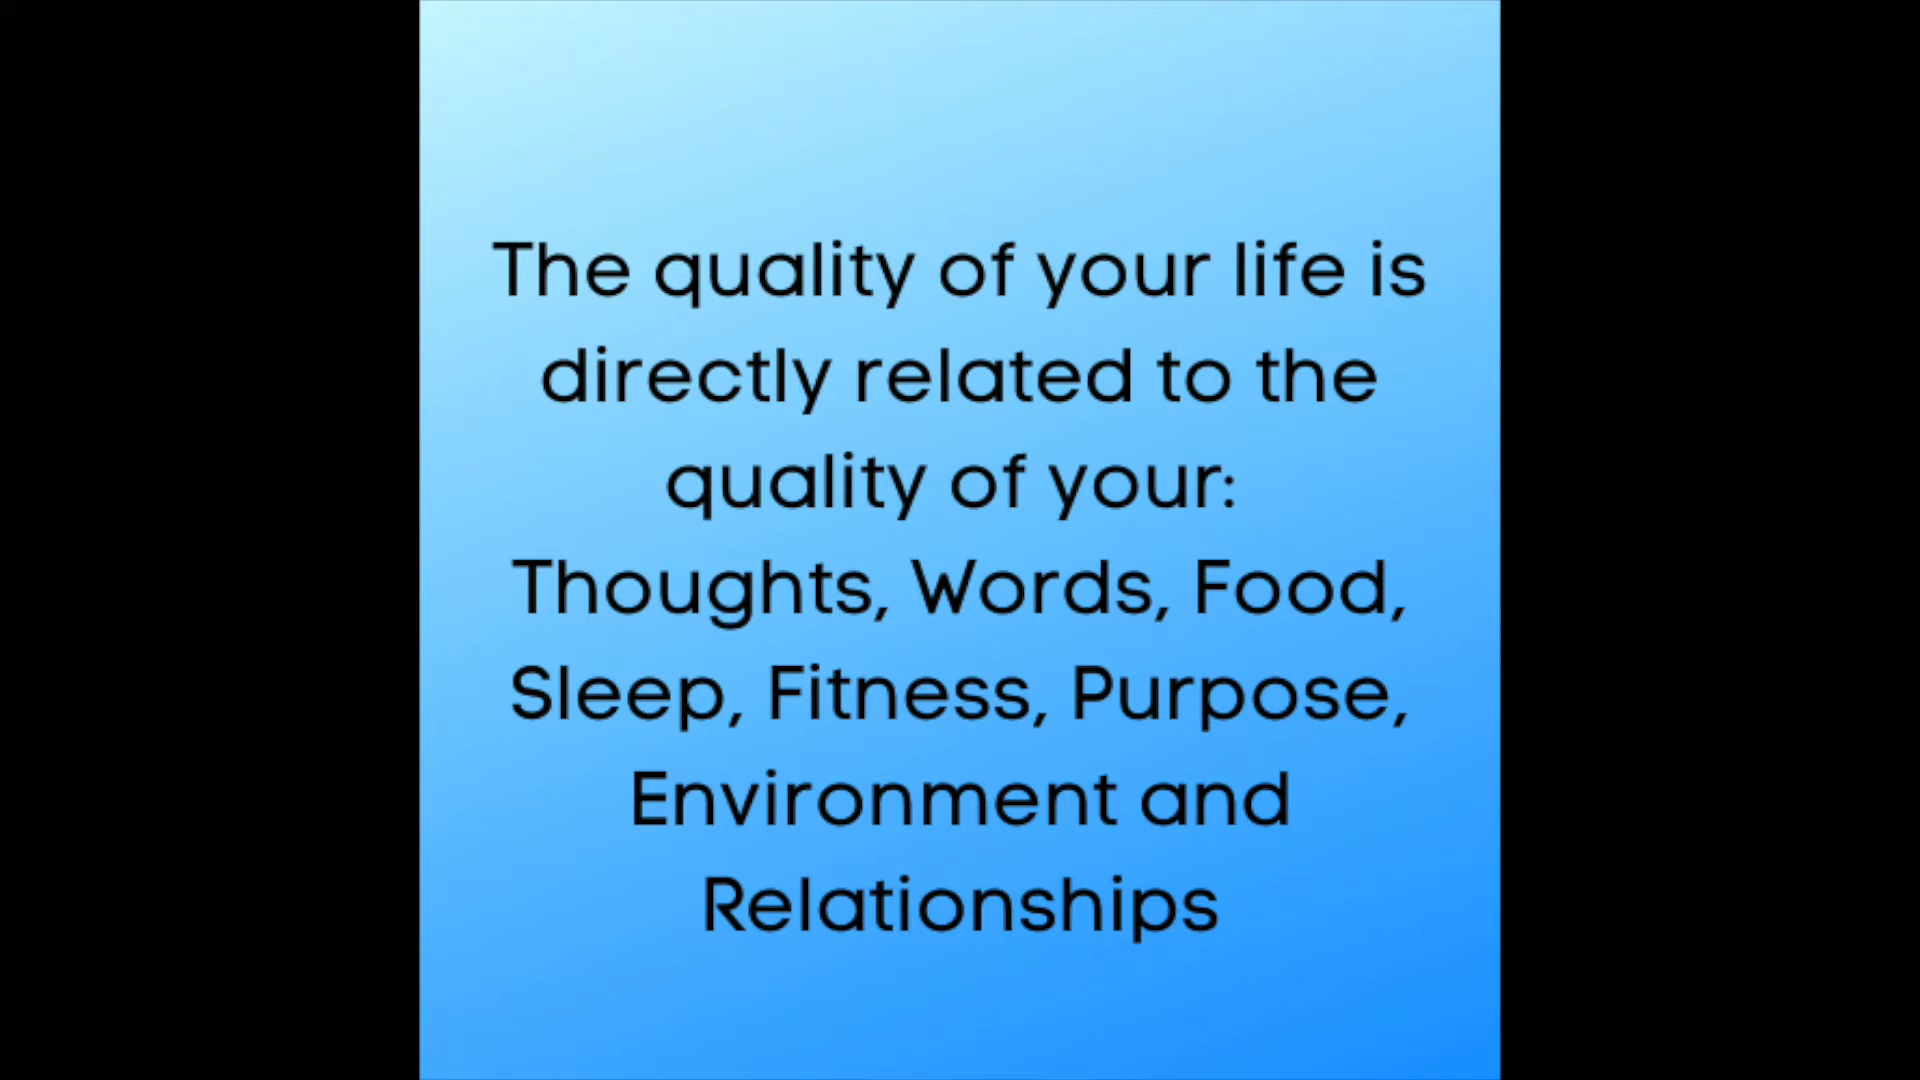 The quality of your life is
directly related to the
quality of your:
Thoughts, Words, Food,
Sleep, Fitness, Purpose,
Environment and
Relationships